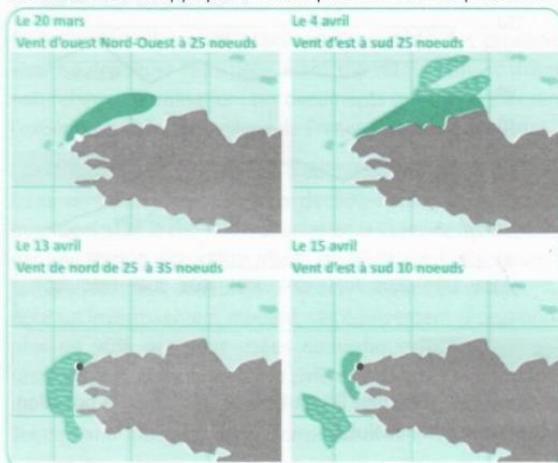 Le 20 mars
Vent d'ouest Nord-Ouest à 25 noeuds
Le 4 avril
Vent d'est à sud 25 noeuds
Le 13 avril
Vent de nord de 25 à 35 noeuds
Le 15 avril
Vent d'est à sud 10 noeuds